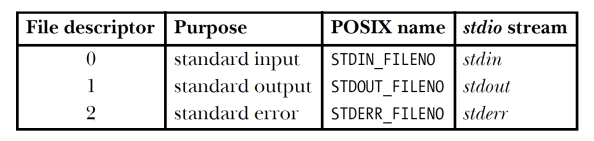 File descriptor Purpose POSIX name stdio stream
0 standard input STDIN_FILENO stdin
1 standard output STDOUT_FILENO stdout
2 standard error STDERR_FILENO stderr